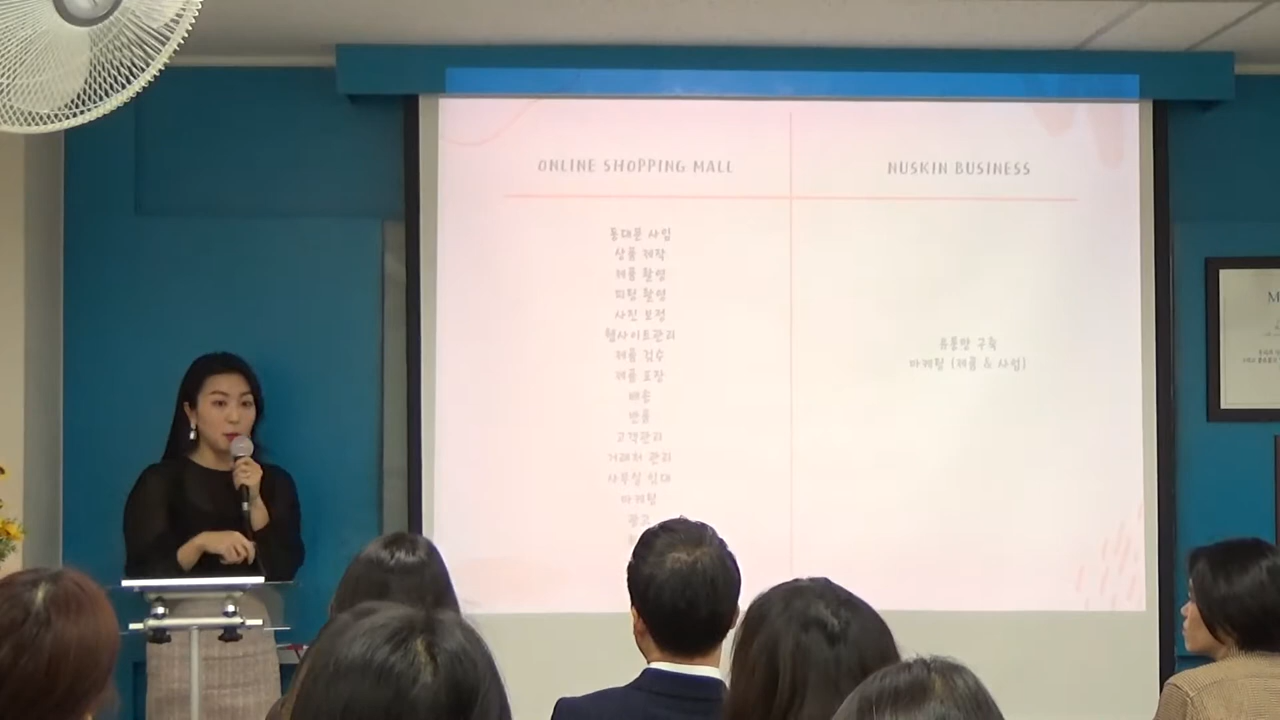 ONLINE SHOPPING MALL
NUSKIN BUSINESS
동대문 사입
상품 제작
제품 촬영
피팅 촬영
사진 보정
웹사이트관리
제품 검수
제품 포장
배송
반품
고객관리
거래처 관리
사무실 임대
마케팅
광고
유통망 구축
마케팅 (제품 & 사업)